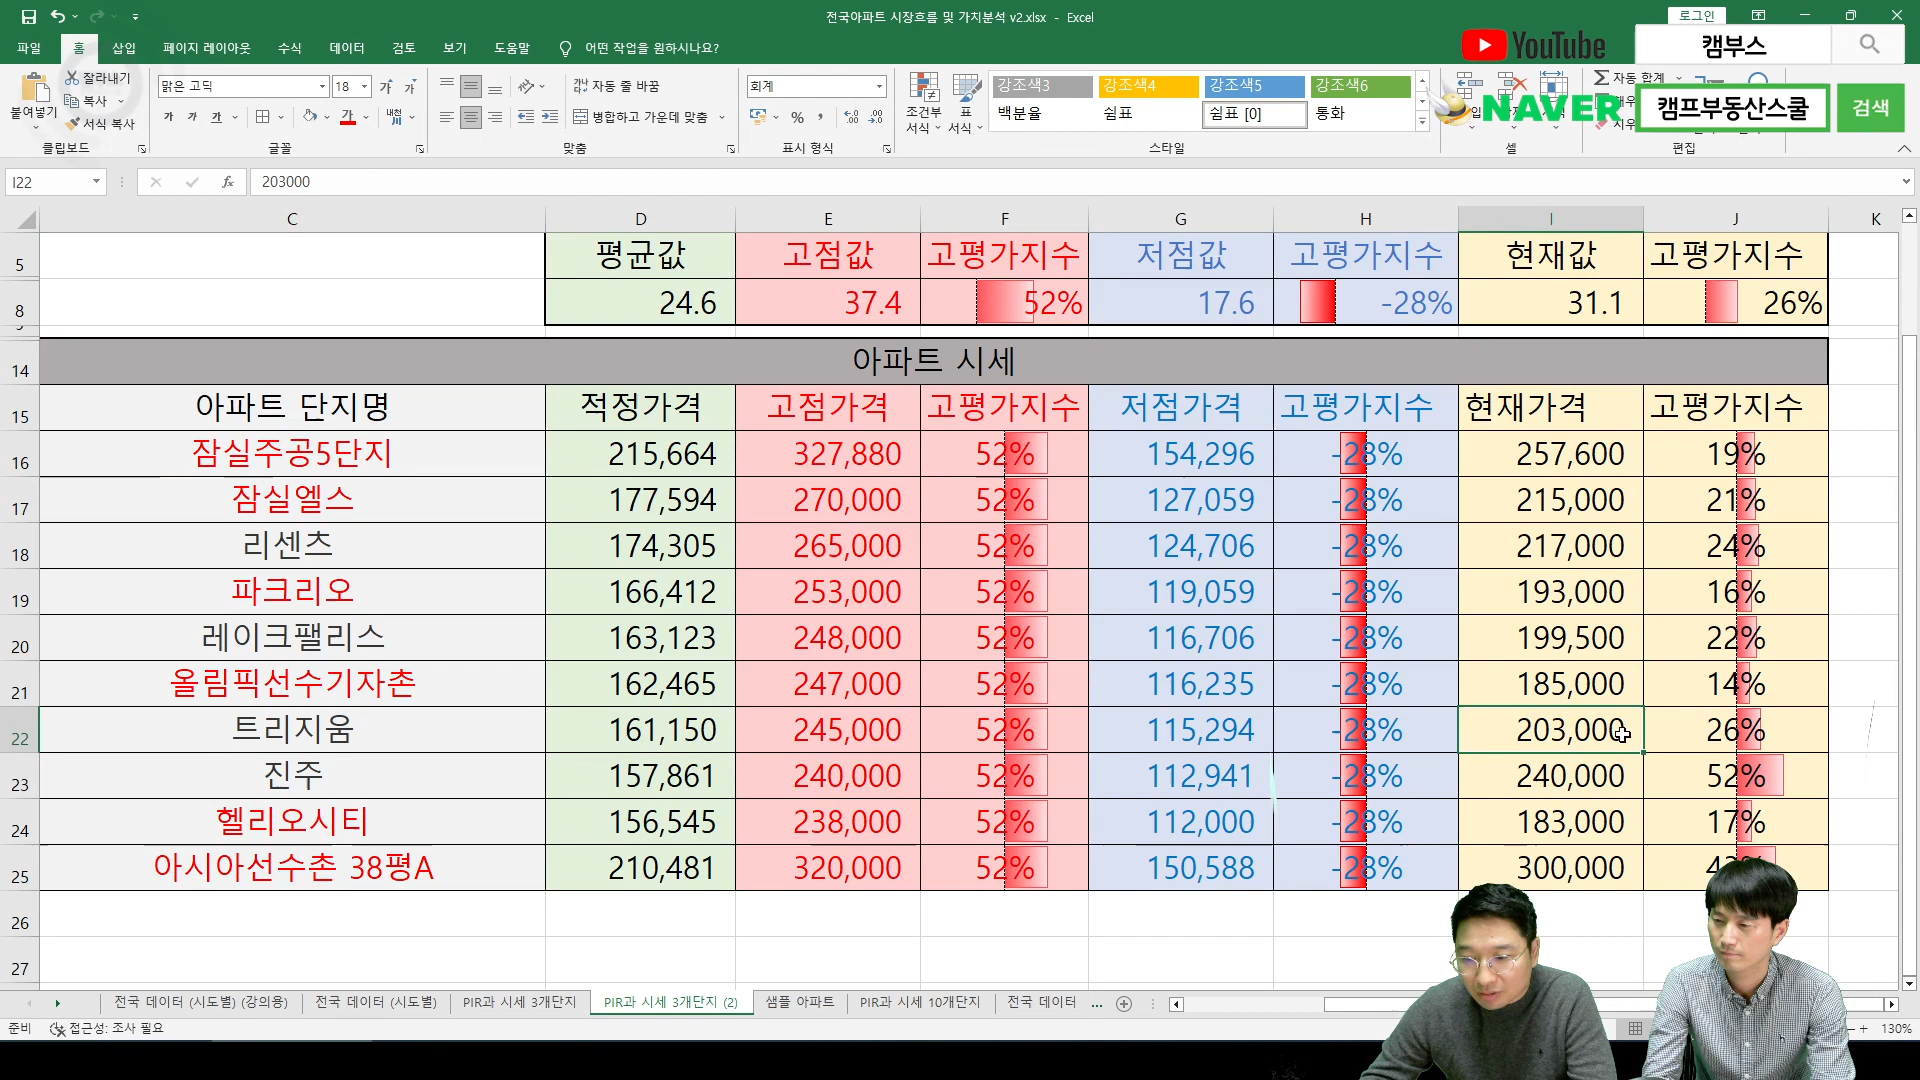 전국아파트 시장흐름 및 가치분석 v2.xlsx - Excel
로그인
파일 홈 삽입 페이지 레이아웃 수식 데이터 검토 보기 도움말 어떤 작업을 원하시나요?
YouTube 캠부스
NAVER 캠프부동산스쿨 검색
붙여넣기
잘라내기
복사
서식 복사
클립보드
맑은 고딕 18
가 가 가 가
글꼴
자동 줄 바꿈
병합하고 가운데 맞춤
맞춤
회계
% ,
표시 형식
조건부 서식
표 서식
강조색3 강조색4 강조색5 강조색6
백분율 쉼표 쉼표 [0] 통화
스타일
셀
자동 합계
편집
I22 fx 203000
C D E F G H I J K
5 평균값 고점값 고평가지수 저점값 고평가지수 현재값 고평가지수
8 24.6 37.4 52% 17.6 -28% 31.1 26%
14 아파트 시세
15 아파트 단지명 적정가격 고점가격 고평가지수 저점가격 고평가지수 현재가격 고평가지수
16 잠실주공5단지 215,664 327,880 52% 154,296 -28% 257,600 19%
17 잠실엘스 177,594 270,000 52% 127,059 -28% 215,000 21%
18 리센츠 174,305 265,000 52% 124,706 -28% 217,000 24%
19 파크리오 166,412 253,000 52% 119,059 -28% 193,000 16%
20 레이크팰리스 163,123 248,000 52% 116,706 -28% 199,500 22%
21 올림픽선수기자촌 162,465 247,000 52% 116,235 -28% 185,000 14%
22 트리지움 161,150 245,000 52% 115,294 -28% 203,000 26%
23 진주 157,861 240,000 52% 112,941 -28% 240,000 52%
24 헬리오시티 156,545 238,000 52% 112,000 -28% 183,000 17%
25 아시아선수촌 38평A 210,481 320,000 52% 150,588 -28% 300,000
26
27
전국 데이터 (시도별) (강의용) 전국 데이터 (시도별) PIR과 시세 3개단지 PIR과 시세 3개단지 (2) 샘플 아파트 PIR과 시세 10개단지 전국 데이터 ...
준비 접근성: 조사 필요 130%